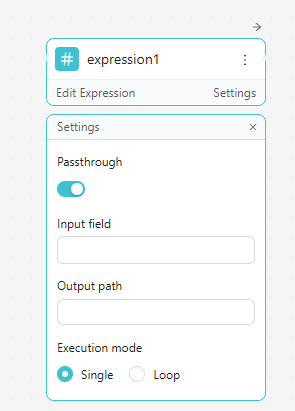 expression1
Edit Expression Settings
Settings
Passthrough
Input field
Output path
Execution mode
Single Loop